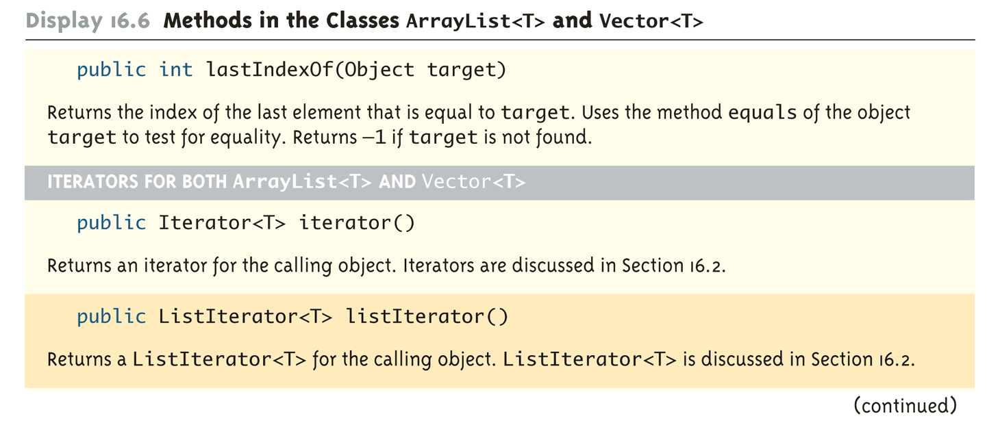 Display 16.6 Methods in the Classes ArrayList<T> and Vector<T>
public int lastIndexOf(Object target)
Returns the index of the last element that is equal to target. Uses the method equals of the object
target to test for equality. Returns –1 if target is not found.
ITERATORS FOR BOTH ArrayList<T> AND Vector<T>
public Iterator<T> iterator()
Returns an iterator for the calling object. Iterators are discussed in Section 16.2.
public ListIterator<T> listIterator()
Returns a ListIterator<T> for the calling object. ListIterator<T> is discussed in Section 16.2.
(continued)